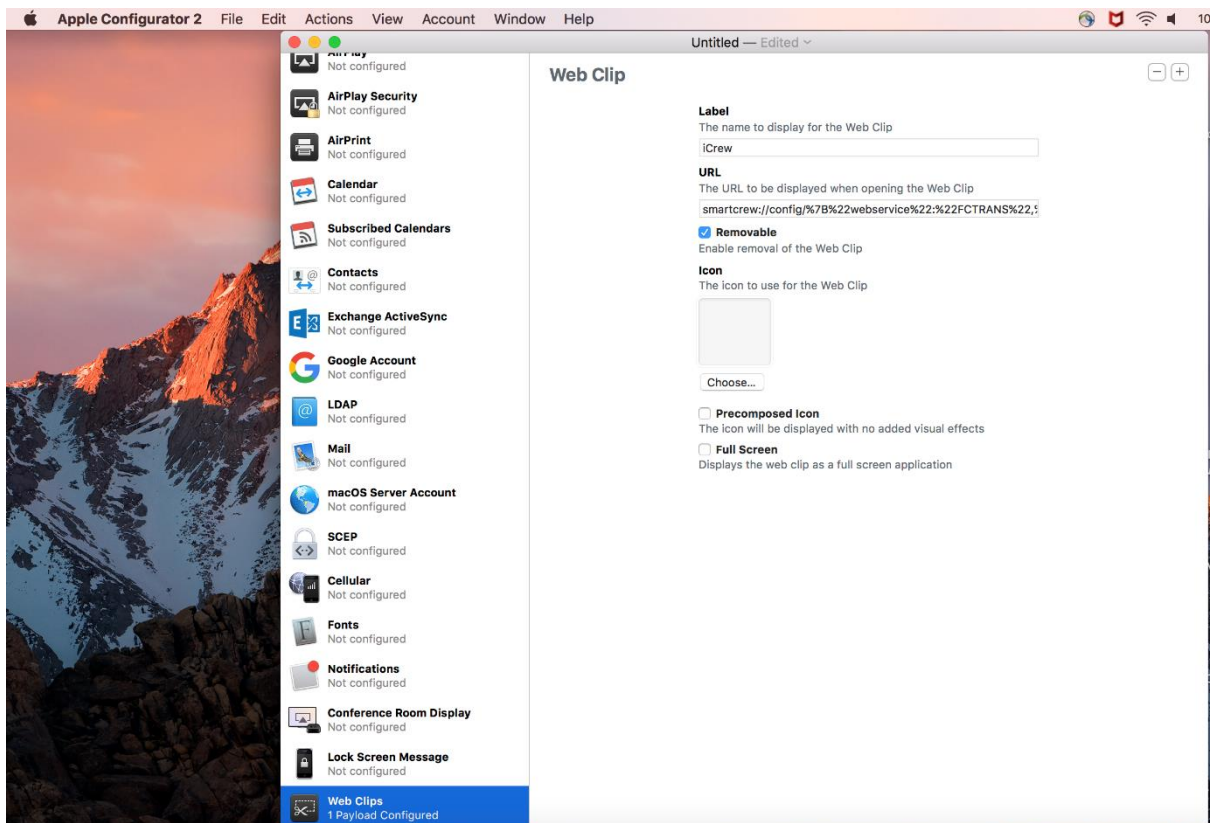 Apple Configurator 2 File Edit Actions View Account Window Help
10
Untitled — Edited
AirPlay
Not configured
AirPlay Security
Not configured
AirPrint
Not configured
Calendar
Not configured
Subscribed Calendars
Not configured
Contacts
Not configured
Exchange ActiveSync
Not configured
Google Account
Not configured
LDAP
Not configured
Mail
Not configured
macOS Server Account
Not configured
SCEP
Not configured
Cellular
Not configured
Fonts
Not configured
Notifications
Not configured
Conference Room Display
Not configured
Lock Screen Message
Not configured
Web Clips
1 Payload Configured
Web Clip
Label
The name to display for the Web Clip
iCrew
URL
The URL to be displayed when opening the Web Clip
smartcrew://config/%7B%22webservice%22:%22FCTRANS%22,%
Removable
Enable removal of the Web Clip
Icon
The icon to use for the Web Clip
Choose...
Precomposed Icon
The icon will be displayed with no added visual effects
Full Screen
Displays the web clip as a full screen application